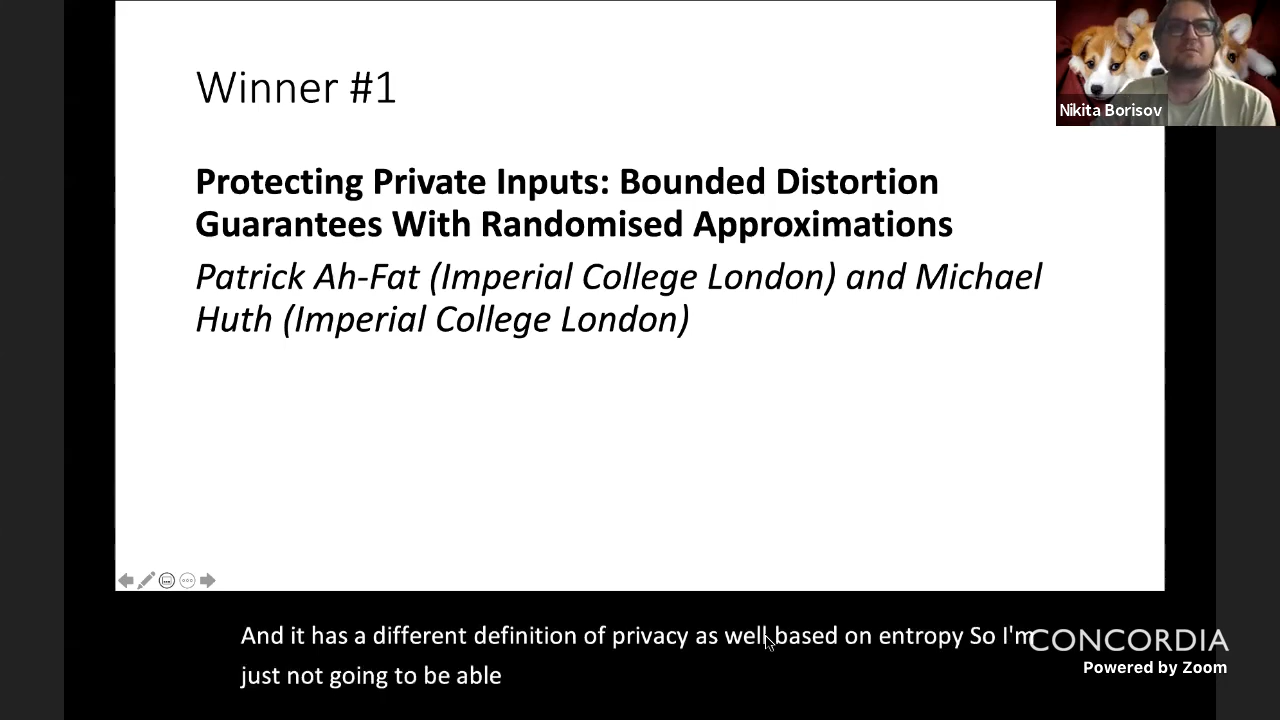 Winner #1
Nikita Borisov
Protecting Private Inputs: Bounded Distortion
Guarantees With Randomised Approximations
Patrick Ah-Fat (Imperial College London) and Michael
Huth (Imperial College London)
And it has a different definition of privacy as well based on entropy So I'm
just not going to be able
CONCORDIA
Powered by Zoom